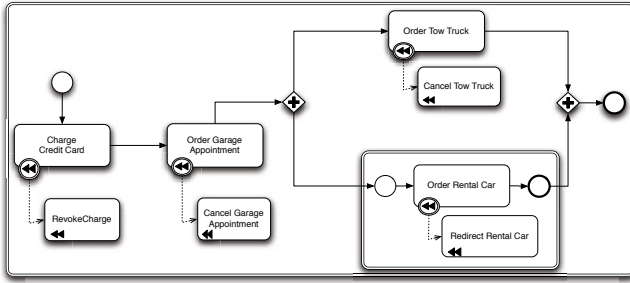 Order Tow Truck
Cancel Tow Truck
Charge
Credit Card
Order Garage
Appointment
Order Rental Car
RevokeCharge
Cancel Garage
Appointment
Redirect Rental Car